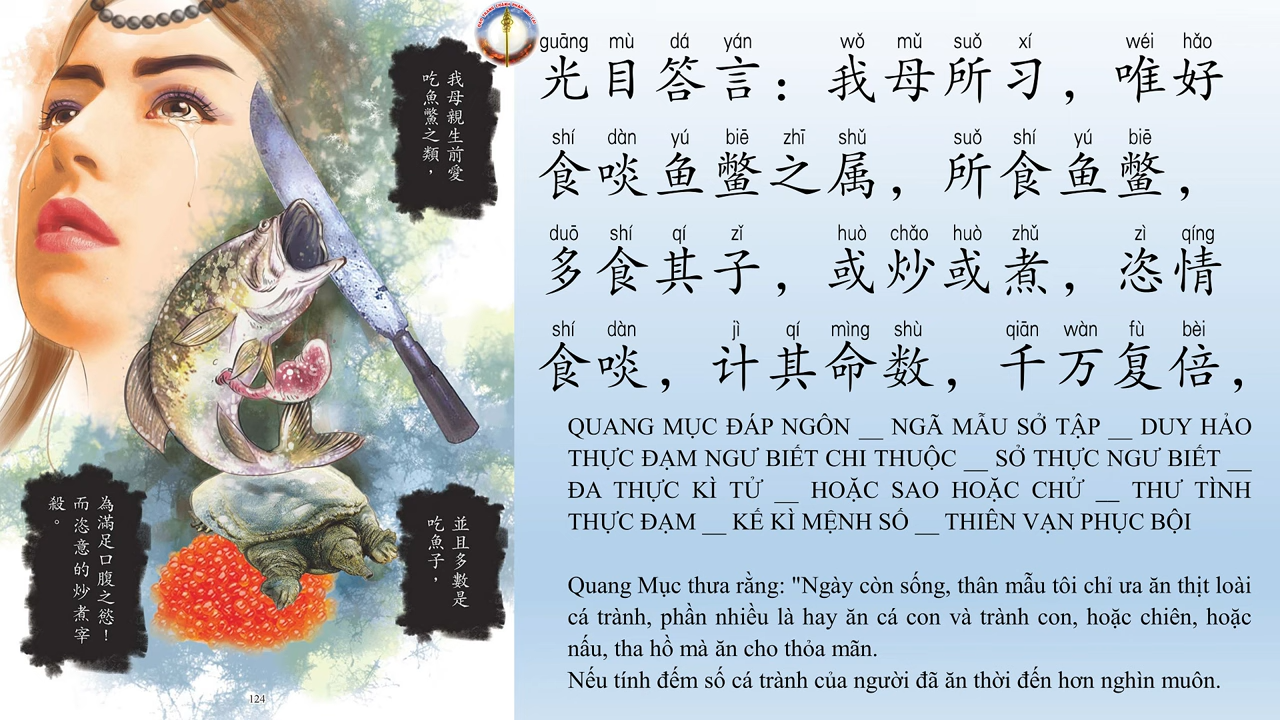 我母親生前愛
吃魚鱉之類，
並且多數是
吃魚子，
為滿足口腹之慾！
而恣意的炒煮宰
殺。
124
guāng mù dá yán wǒ mǔ suǒ xí wéi hǎo
光目答言：我母所习，唯好
shí dàn yú biē zhī shǔ suǒ shí yú biē
食啖鱼鳖之属，所食鱼鳖，
duō shí qí zǐ huò chǎo huò zhǔ zì qíng
多食其子，或炒或煮，恣情
shí dàn jì qí mìng shù qiān wàn fù bèi
食啖，计其命数，千万复倍，
QUANG MỤC ĐÁP NGÔN __ NGÃ MẪU SỞ TẬP __ DUY HẢO
THỰC ĐẠM NGƯ BIẾT CHI THUỘC __ SỞ THỰC NGƯ BIẾT __
ĐA THỰC KÌ TỬ __ HOẶC SAO HOẶC CHỬ __ THƯ TÌNH
THỰC ĐẠM __ KẾ KÌ MỆNH SỐ __ THIÊN VẠN PHỤC BỘI
Quang Mục thưa rằng: "Ngày còn sống, thân mẫu tôi chỉ ưa ăn thịt loài
cá trành, phần nhiều là hay ăn cá con và trành con, hoặc chiên, hoặc
nấu, tha hồ mà ăn cho thỏa mãn.
Nếu tính đếm số cá trành của người đã ăn thời đến hơn nghìn muôn.